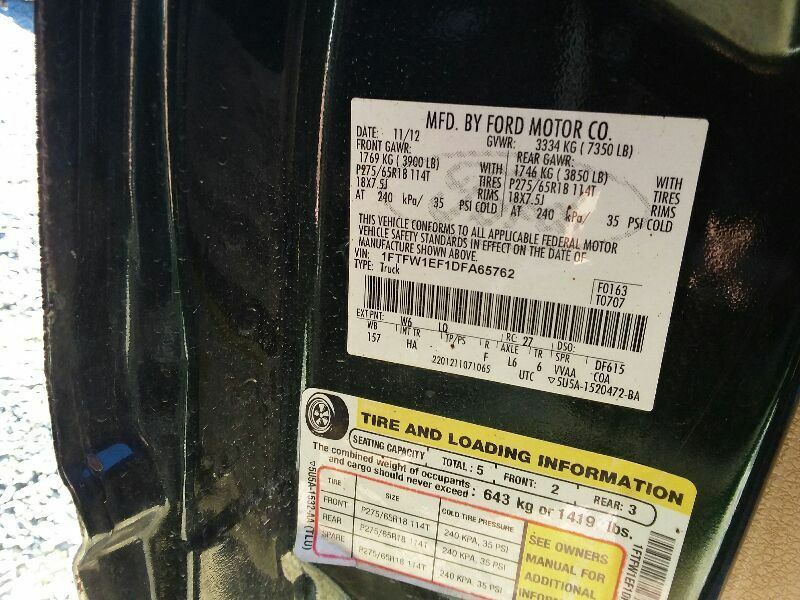 MFD. BY FORD MOTOR CO.
DATE: 11/12 GVWR: 3334 KG (7350 LB)
FRONT GAWR: REAR GAWR:
1769 KG (3900 LB) WITH 1746 KG (3850 LB) WITH
P275/65R18 114T TIRES P275/65R18 114T TIRES
18X7.5J RIMS 18X7.5J RIMS
AT 240 kPa/ 35 PSI COLD AT 240 kPa/ 35 PSI COLD
THIS VEHICLE CONFORMS TO ALL APPLICABLE FEDERAL MOTOR
VEHICLE SAFETY STANDARDS IN EFFECT ON THE DATE OF
MANUFACTURE SHOWN ABOVE.
VIN: 1FTFW1EF1DFA65762
TYPE: Truck
F0163
T0707
EXT PNT: W6 LQ RC: 27 DSO:
WB INT TR TP/PS R AXLE TR SPR DF615
157 HA F L6 6 VVAA COA
2201211071065 UTC ▽5U5A-1520472-BA
TIRE AND LOADING INFORMATION
SEATING CAPACITY TOTAL: 5 FRONT: 2 REAR: 3
The combined weight of occupants
and cargo should never exceed: 643 kg or 1419 lbs.
TIRE SIZE COLD TIRE PRESSURE
FRONT P275/65R18 114T 240 KPA, 35 PSI
REAR P275/65R18 114T 240 KPA, 35 PSI
SPARE P275/65R18 114T 240 KPA, 35 PSI
SEE OWNERS
MANUAL FOR
ADDITIONAL
INFORMATION
(TLU)